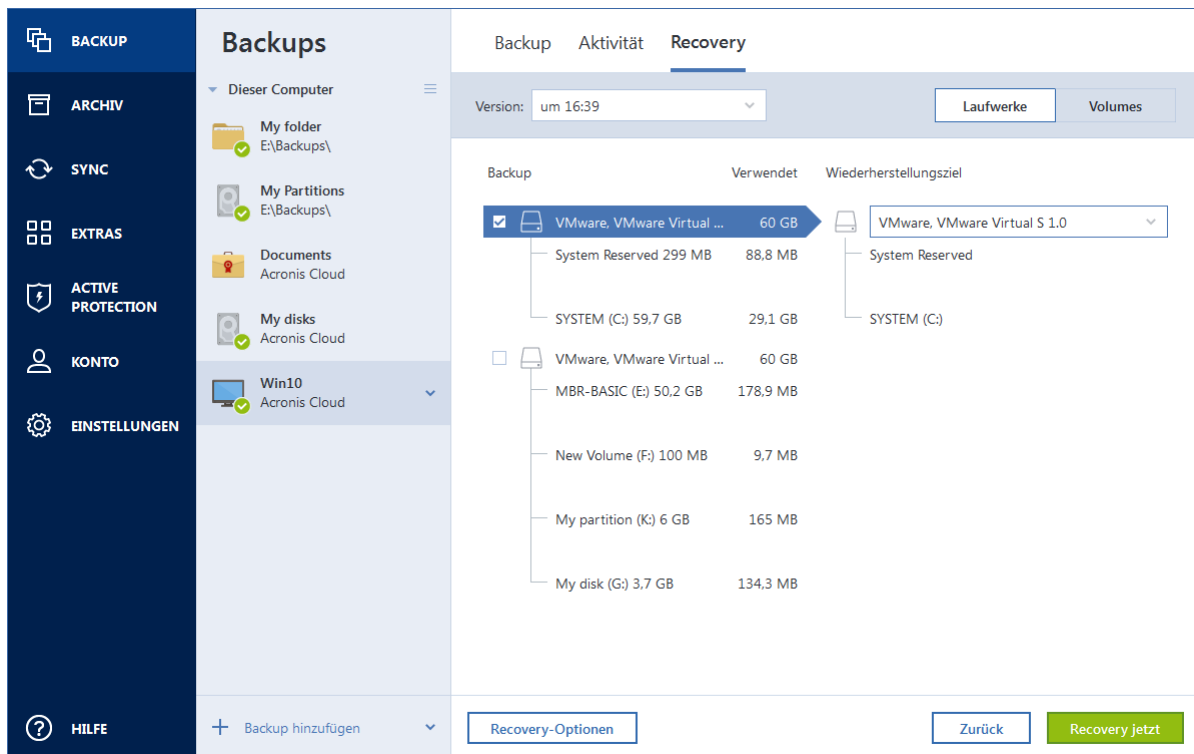 BACKUP
ARCHIV
SYNC
EXTRAS
ACTIVE
PROTECTION
KONTO
EINSTELLUNGEN
HILFE
Backups
Dieser Computer
My folder
E:\Backups\
My Partitions
E:\Backups\
Documents
Acronis Cloud
My disks
Acronis Cloud
Win10
Acronis Cloud
Backup hinzufügen
Backup Aktivität Recovery
Version: um 16:39 Laufwerke Volumes
Backup Verwendet Wiederherstellungsziel
VMware, VMware Virtual ... 60 GB VMware, VMware Virtual S 1.0
System Reserved 299 MB 88,8 MB System Reserved
SYSTEM (C:) 59,7 GB 29,1 GB SYSTEM (C:)
VMware, VMware Virtual ... 60 GB
MBR-BASIC (E:) 50,2 GB 178,9 MB
New Volume (F:) 100 MB 9,7 MB
My partition (K:) 6 GB 165 MB
My disk (G:) 3,7 GB 134,3 MB
Recovery-Optionen Zurück Recovery jetzt